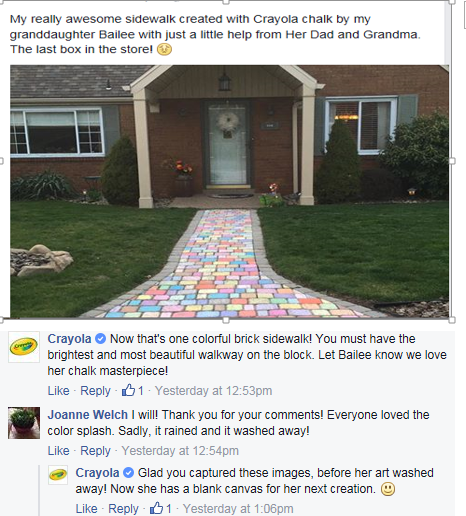 My really awesome sidewalk created with Crayola chalk by my
granddaughter Bailee with just a little help from Her Dad and Grandma.
The last box in the store!
Crayola Now that's one colorful brick sidewalk! You must have the
brightest and most beautiful walkway on the block. Let Bailee know we love
her chalk masterpiece!
Like · Reply · 1 · Yesterday at 12:53pm
Joanne Welch I will! Thank you for your comments! Everyone loved the
color splash. Sadly, it rained and it washed away!
Like · Reply · Yesterday at 12:54pm
Crayola Glad you captured these images, before her art washed
away! Now she has a blank canvas for her next creation.
Like · Reply · 1 · Yesterday at 1:06pm